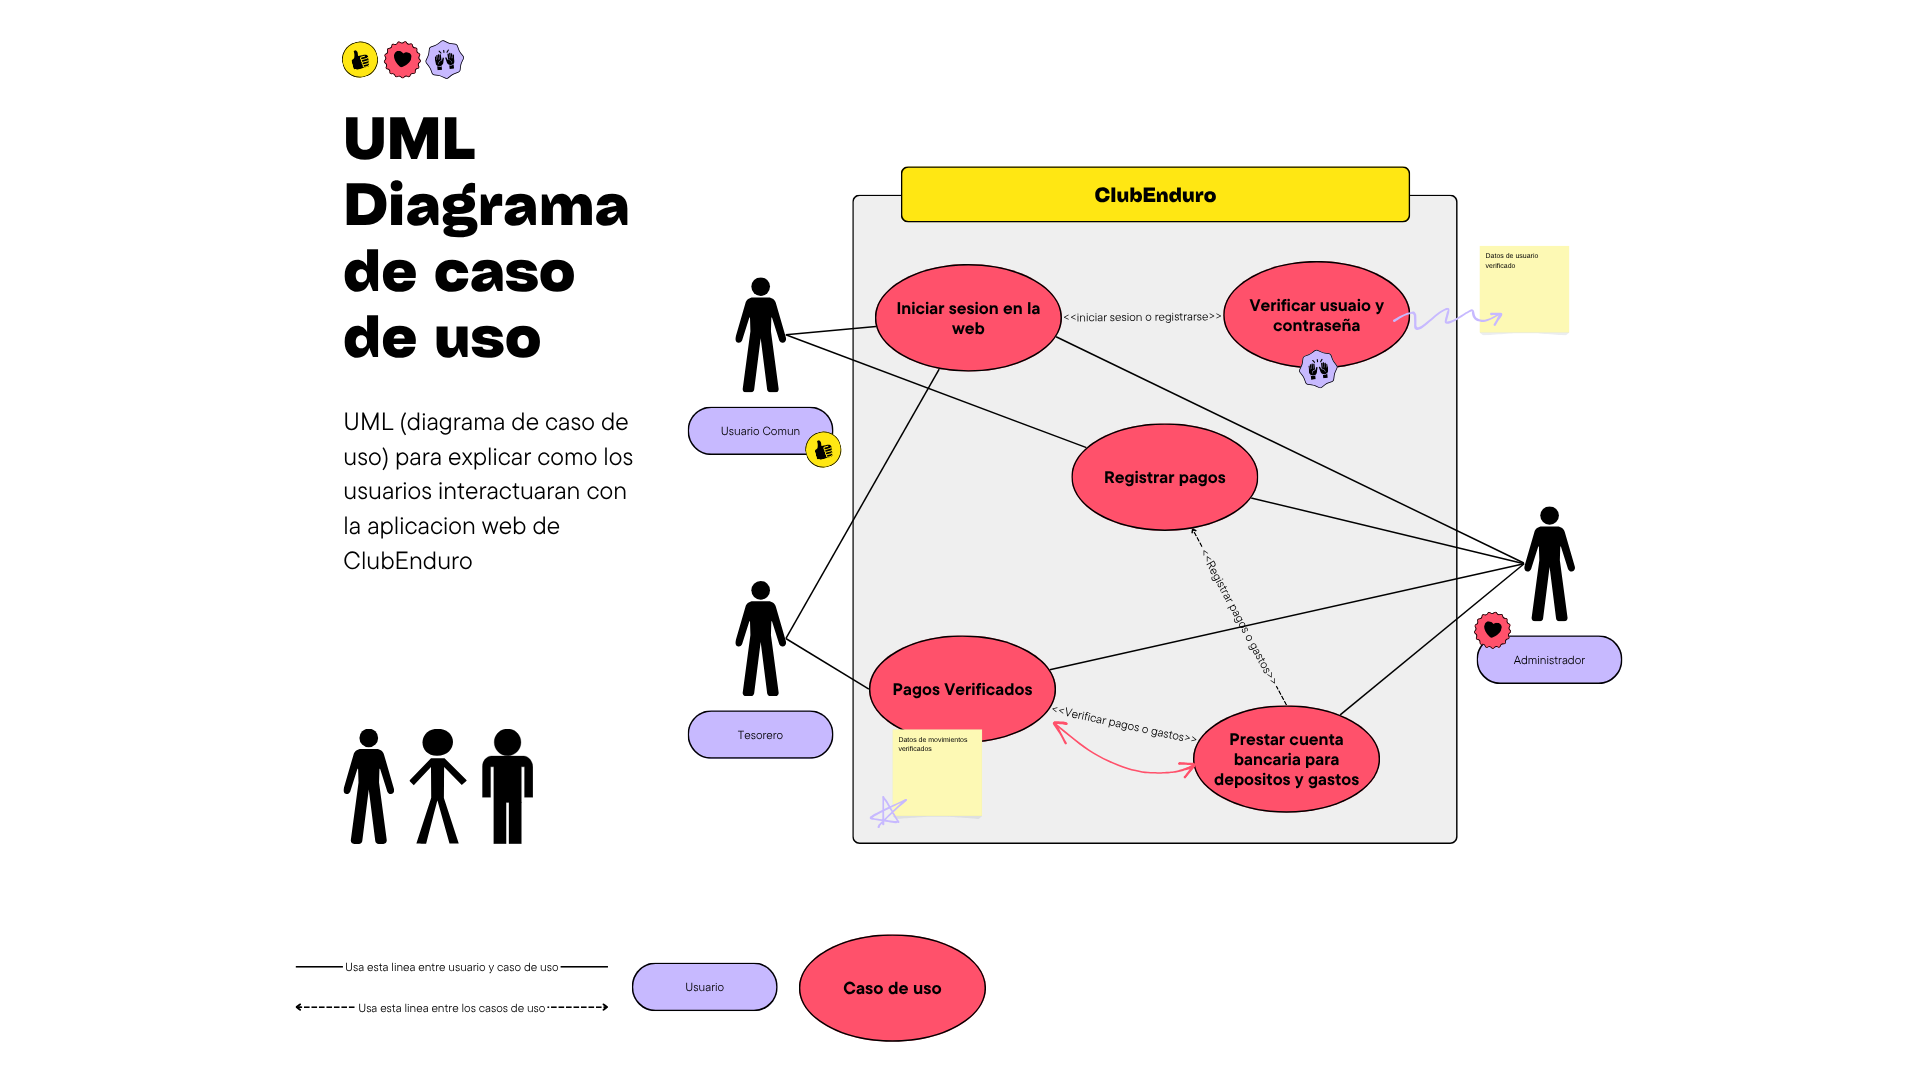 UML
Diagrama
de caso
de uso
UML (diagrama de caso de
uso) para explicar como los
usuarios interactuaran con
la aplicacion web de
ClubEnduro
ClubEnduro
Iniciar sesion en la
web
<<iniciar sesion o registrarse>>
Verificar usuaio y
contraseña
Datos de usuario
verificado
Usuario Comun
Registrar pagos
<<Registrar pagos o gastos>>
Administrador
Tesorero
Pagos Verificados
<<Verificar pagos o gastos>>
Datos de movimientos
verificados
Prestar cuenta
bancaria para
depositos y gastos
Usa esta linea entre usuario y caso de uso
Usa esta linea entre los casos de uso
Usuario
Caso de uso